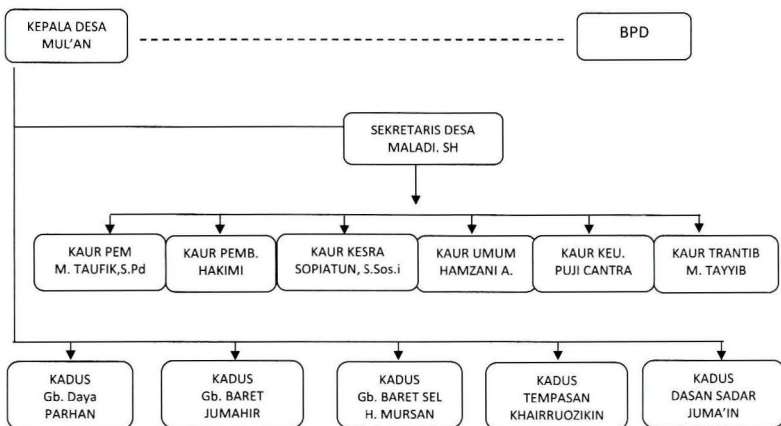 KEPALA DESA
MUL'AN
BPD
SEKRETARIS DESA
MALADI. SH
KAUR PEM
M. TAUFIK,S.Pd
KAUR PEMB.
HAKIMI
KAUR KESRA
SOPIATUN, S.Sos.i
KAUR UMUM
HAMZANI A.
KAUR KEU.
PUJI CANTRA
KAUR TRANTIB
M. TAYYIB
KADUS
Gb. Daya
PARHAN
KADUS
Gb. BARET
JUMAHIR
KADUS
Gb. BARET SEL
H. MURSAN
KADUS
TEMPASAN
KHAIRRUOZIKIN
KADUS
DASAN SADAR
JUMA'IN